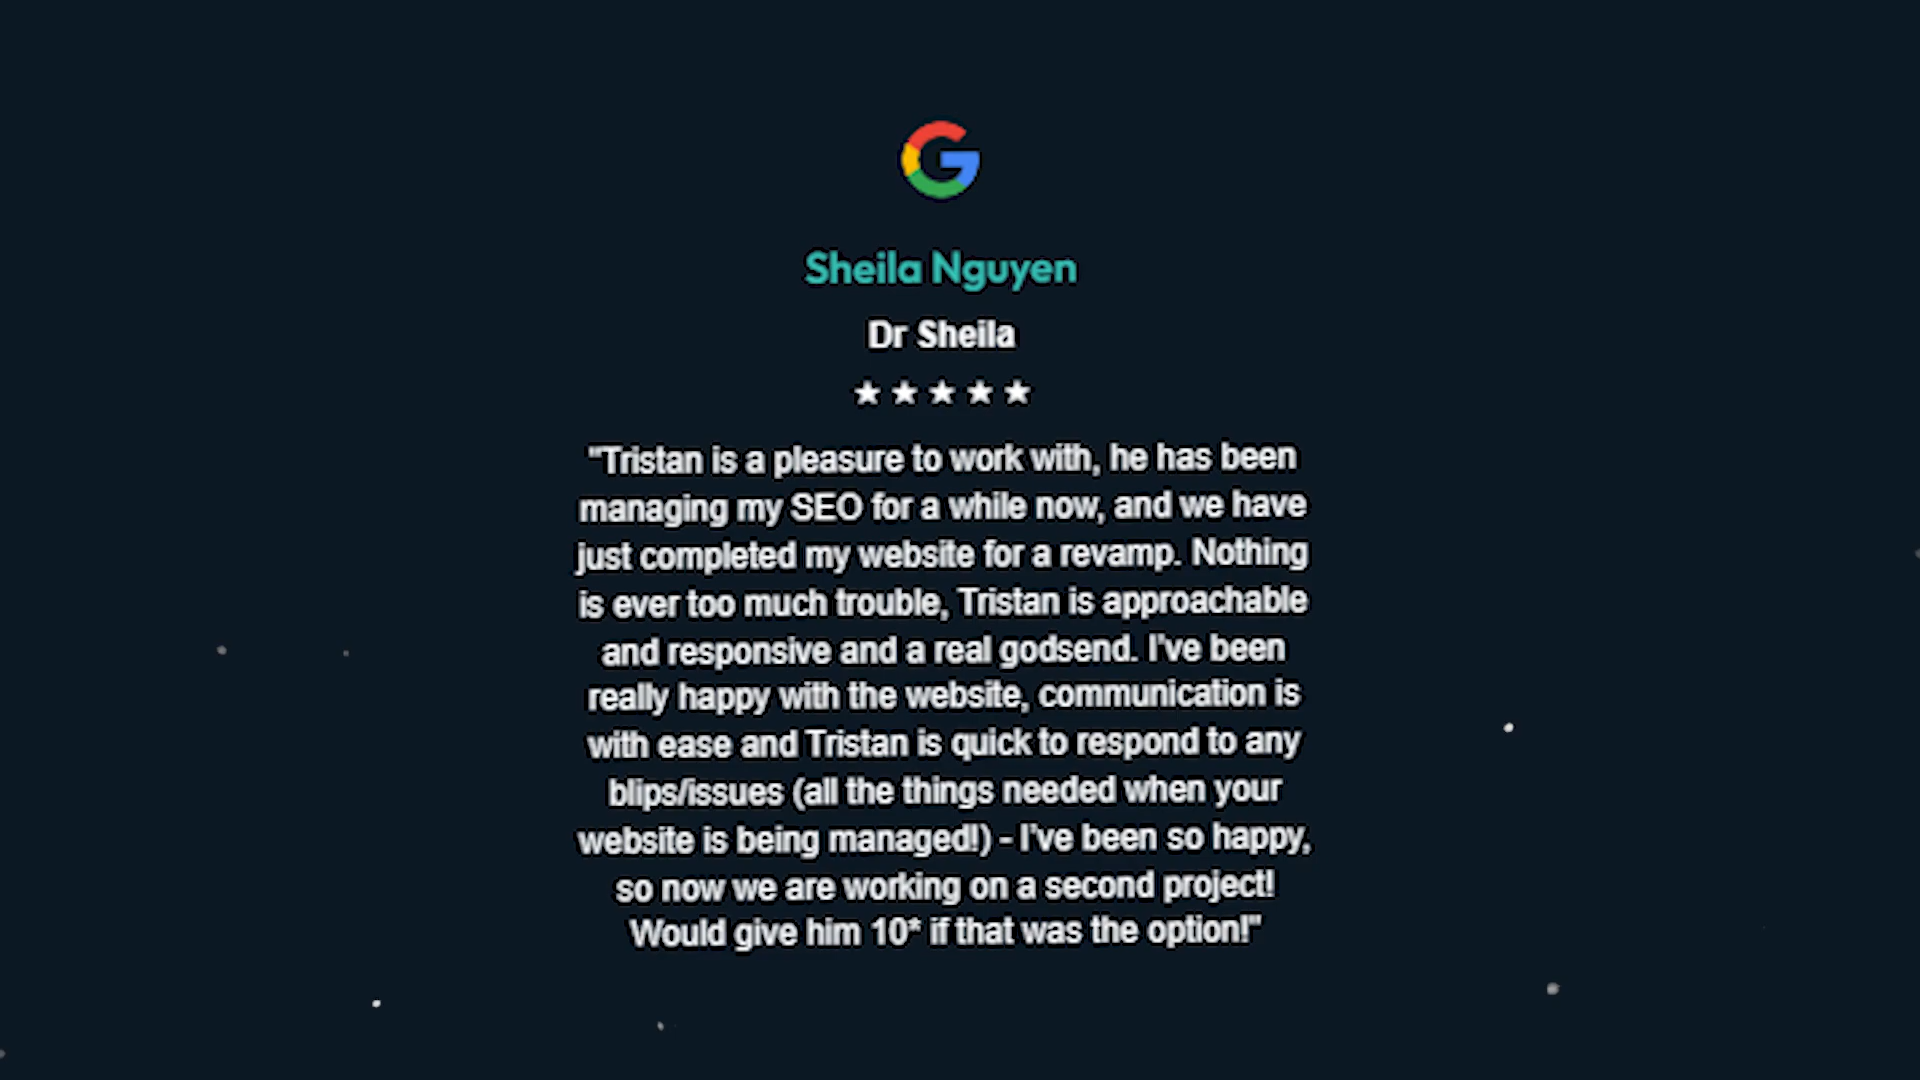 Sheila Nguyen
Dr Sheila
★ ★ ★ ★ ★
"Tristan is a pleasure to work with, he has been
managing my SEO for a while now, and we have
just completed my website for a revamp. Nothing
is ever too much trouble, Tristan is approachable
and responsive and a real godsend. I've been
really happy with the website, communication is
with ease and Tristan is quick to respond to any
blips/issues (all the things needed when your
website is being managed!) - I've been so happy,
so now we are working on a second project!
Would give him 10* if that was the option!"